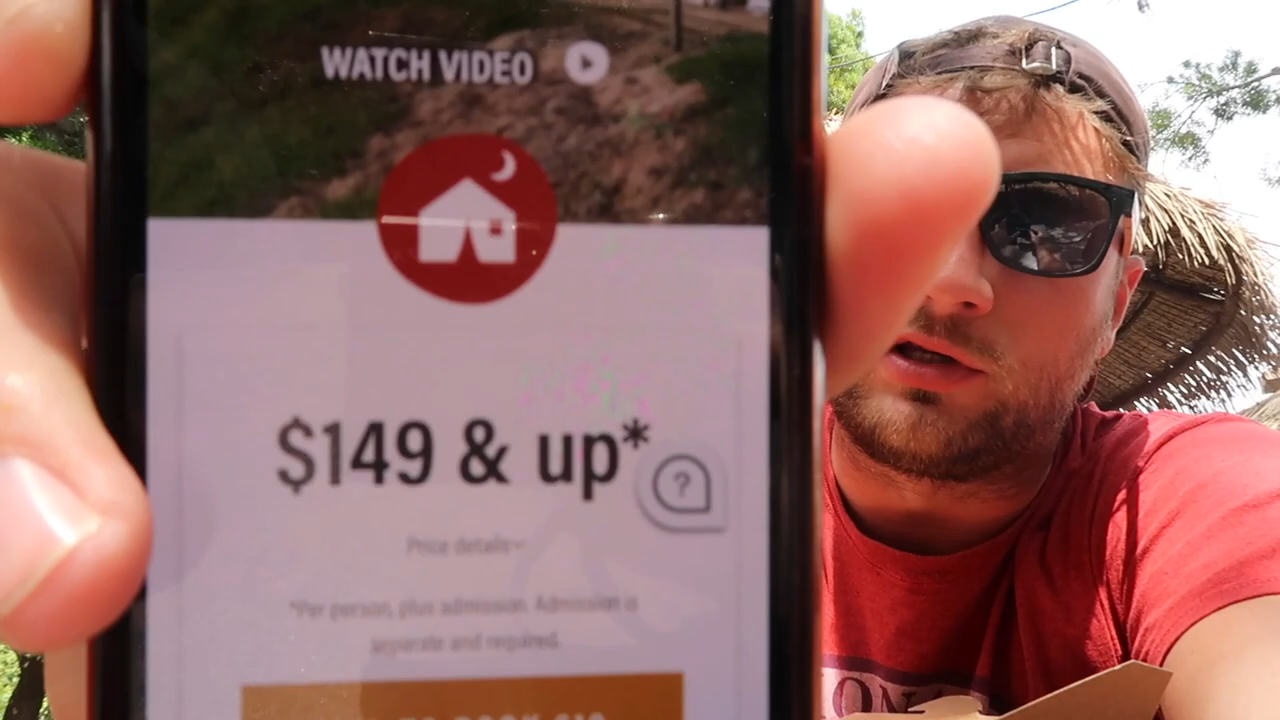 WATCH VIDEO
$149 & up*
?
Price details
*Per person, plus admission. Admission is
separate and required.